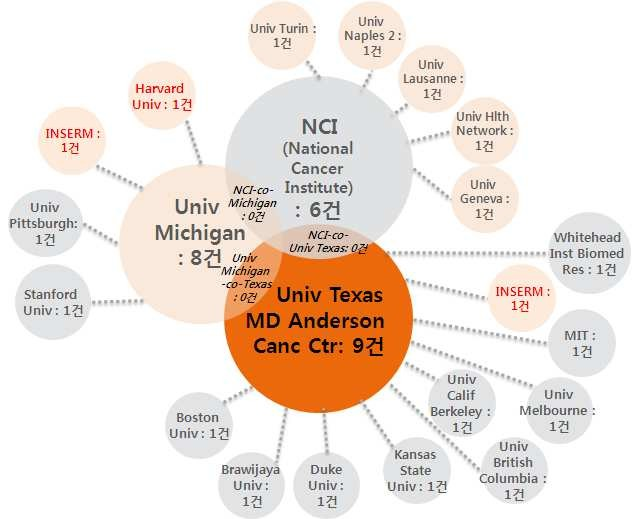 Univ Turin :
1건
Univ
Naples 2 :
1건
Univ
Lausanne :
1건
Univ Hlth
Network :
1건
Univ
Geneva : 1건
Harvard
Univ : 1건
INSERM :
1건
Univ
Pittsburgh:
1건
Stanford
Univ : 1건
NCI
(National
Cancer
Institute)
: 6건
Univ
Michigan
: 8건
NCI-co-
Michigan
: 0건
NCI-co-
Univ Texas: 0건
Univ
Michigan
-co-Texas
: 0건
Univ Texas
MD Anderson
Canc Ctr: 9건
Whitehead
Inst Biomed
Res : 1건
INSERM :
1건
MIT :
1건
Univ
Melbourne :
1건
Univ
Calif
Berkeley :
1건
Univ
British
Columbia :
1건
Kansas
State
Univ : 1건
Duke
Univ :
1건
Brawijaya
Univ :
1건
Boston
Univ : 1건